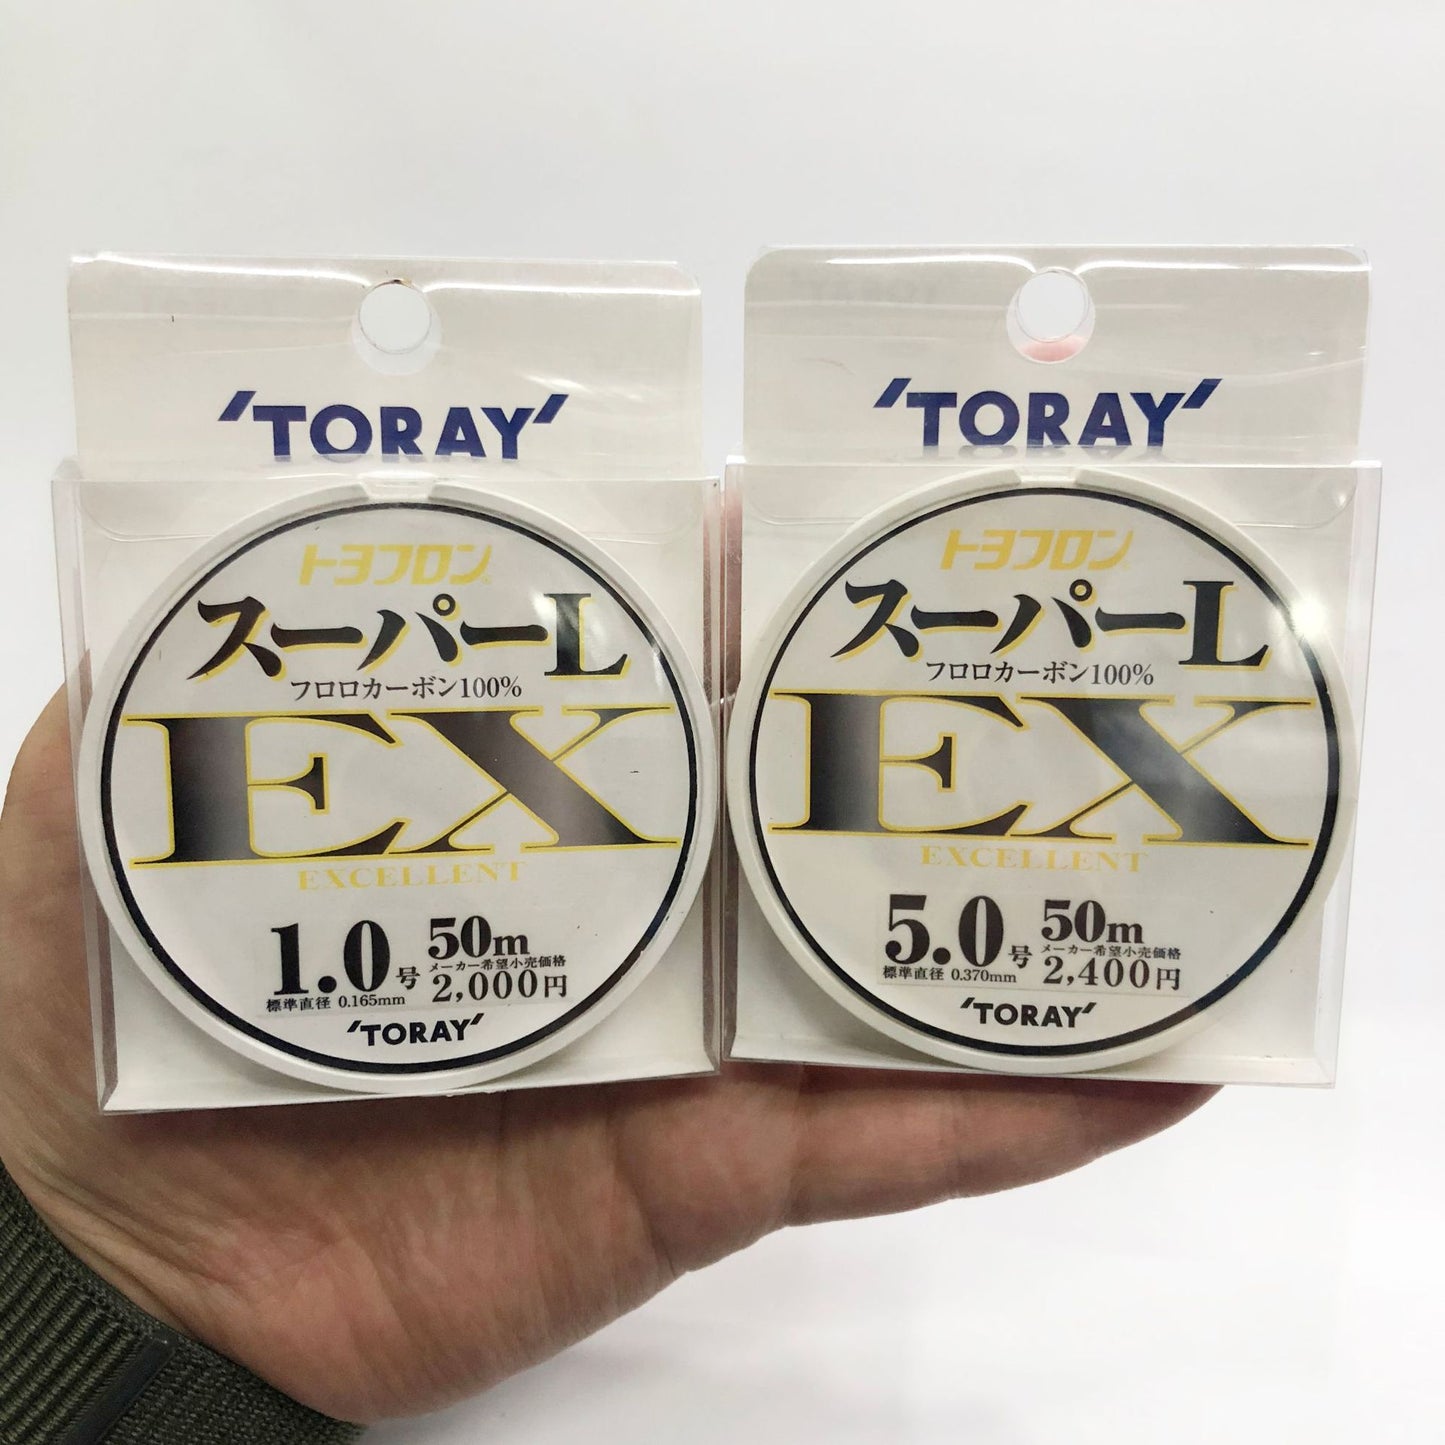 'TORAY'
トヨフロン
スーパーL
フロロカーボン100%
EX
EXCELLENT
1.0号 50m
メーカー希望小売価格
標準直径 0.165mm 2,000円
'TORAY'
'TORAY'
トヨフロン
スーパーL
フロロカーボン100%
EX
EXCELLENT
5.0号 50m
メーカー希望小売価格
標準直径 0.370mm 2,400円
'TORAY'